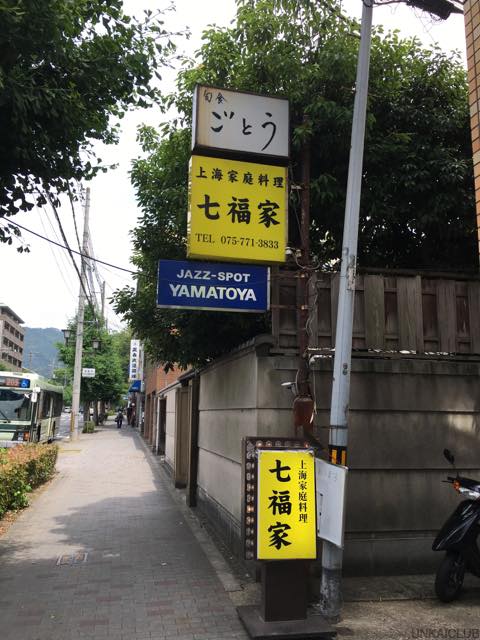 旬食
ごとう
上海家庭料理
七福家
TEL 075-771-3833
JAZZ-SPOT
YAMATOYA
上海家庭料理
七福家
UNKAICLUB